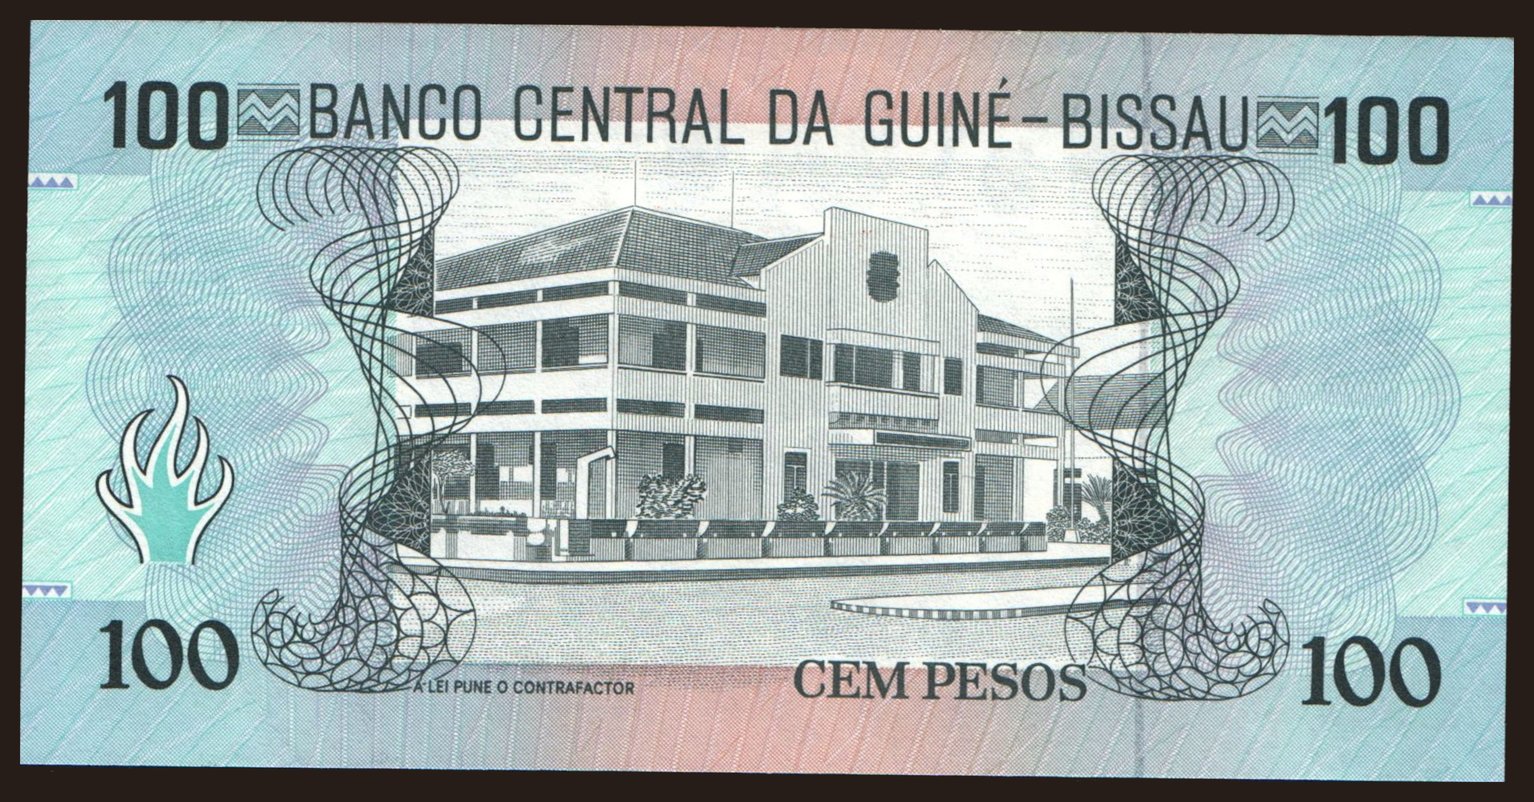 100 BANCO CENTRAL DA GUINÉ-BISSAU 100
100 A LEI PUNE O CONTRAFACTOR CEM PESOS 100